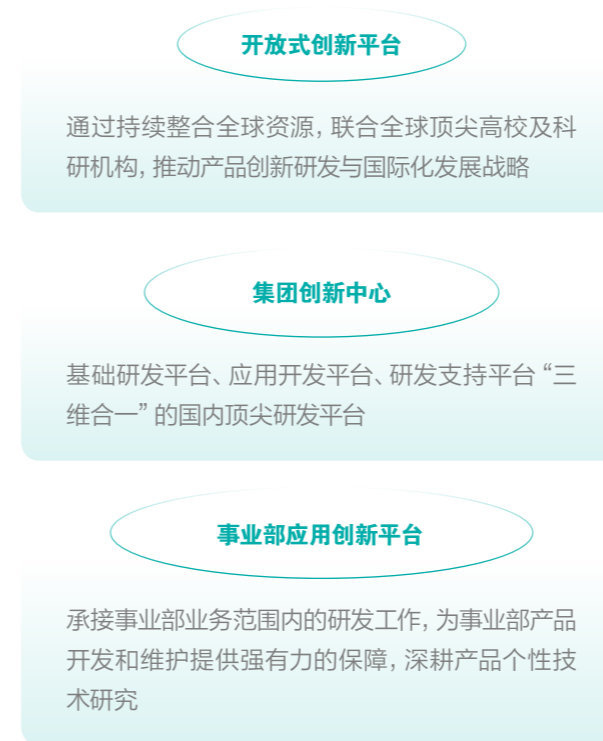 开放式创新平台
通过持续整合全球资源，联合全球顶尖高校及科
研机构，推动产品创新研发与国际化发展战略
集团创新中心
基础研发平台、应用开发平台、研发支持平台“三
维合一”的国内顶尖研发平台
事业部应用创新平台
承接事业部业务范围内的研发工作，为事业部产品
开发和维护提供强有力的保障，深耕产品个性技
术研究